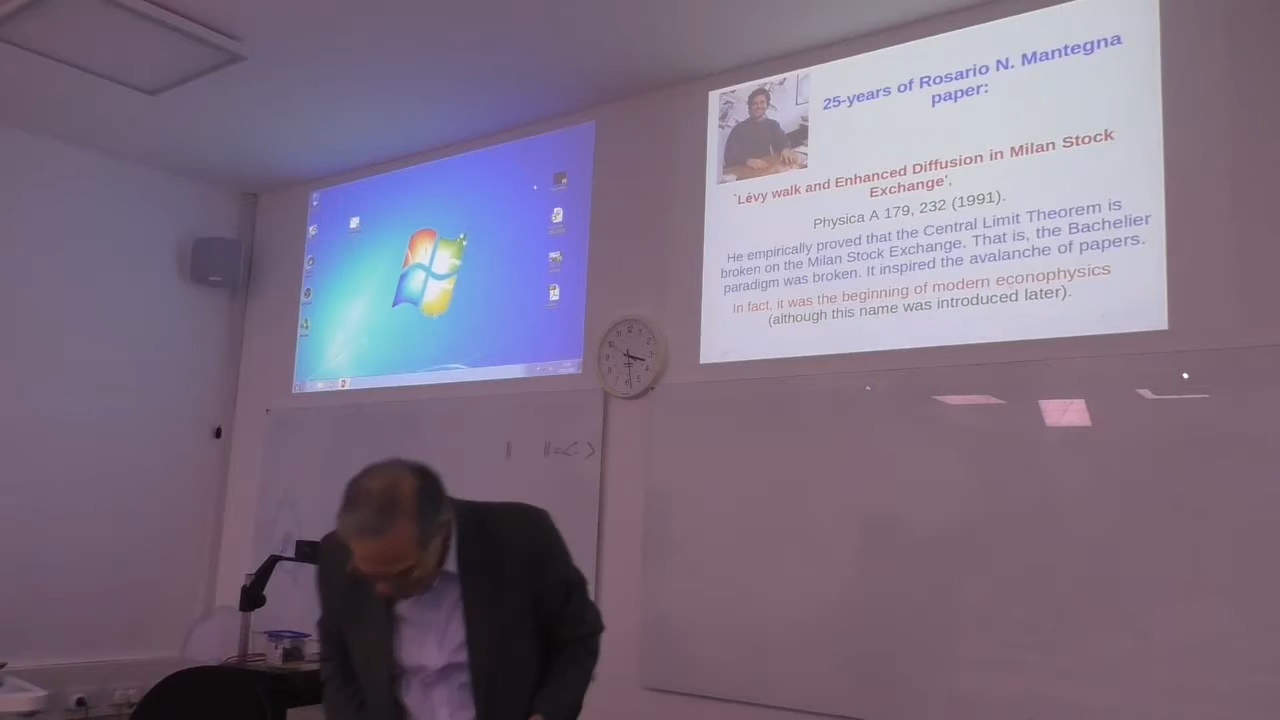 25-years of Rosario N. Mantegna
paper:
`Lévy walk and Enhanced Diffusion in Milan Stock
Exchange',
Physica A 179, 232 (1991).
He empirically proved that the Central Limit Theorem is
broken on the Milan Stock Exchange. That is, the Bachelier
paradigm was broken. It inspired the avalanche of papers.
In fact, it was the beginning of modern econophysics
(although this name was introduced later).